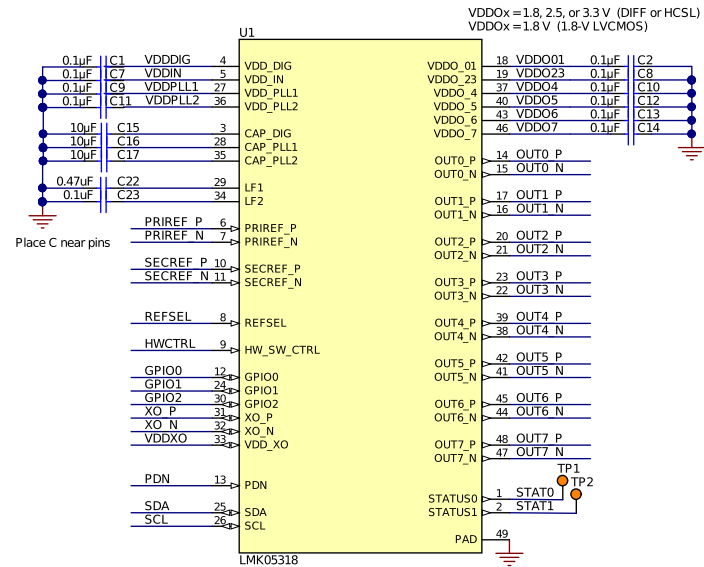 VDDOx = 1.8, 2.5, or 3.3 V (DIFF or HCSL)
VDDOx = 1.8 V (1.8-V LVCMOS)
U1
0.1µF C1 VDDDIG 4 VDD_DIG VDDO_01 18 VDDO01 0.1µF C2
0.1µF C7 VDDIN 5 VDD_IN VDDO_23 19 VDDO23 0.1µF C8
0.1µF C9 VDDPLL1 27 VDD_PLL1 VDDO_4 37 VDDO4 0.1µF C10
0.1µF C11 VDDPLL2 36 VDD_PLL2 VDDO_5 40 VDDO5 0.1µF C12
VDDO_6 43 VDDO6 0.1µF C13
10µF C15 3 CAP_DIG VDDO_7 46 VDDO7 0.1µF C14
10µF C16 28 CAP_PLL1
10µF C17 35 CAP_PLL2 OUT0_P 14 OUT0_P
OUT0_N 15 OUT0_N
0.47uF C22 29 LF1
0.1uF C23 34 LF2 OUT1_P 17 OUT1_P
OUT1_N 16 OUT1_N
PRIREF_P 6 PRIREF_P
PRIREF_N 7 PRIREF_N OUT2_P 20 OUT2_P
Place C near pins
OUT2_N 21 OUT2_N
SECREF_P 10 SECREF_P
SECREF_N 11 SECREF_N OUT3_P 23 OUT3_P
OUT3_N 22 OUT3_N
REFSEL 8 REFSEL OUT4_P 39 OUT4_P
OUT4_N 38 OUT4_N
HWCTRL 9 HW_SW_CTRL
OUT5_P 42 OUT5_P
GPIO0 12 GPIO0 OUT5_N 41 OUT5_N
GPIO1 24 GPIO1
GPIO2 30 GPIO2 OUT6_P 45 OUT6_P
XO_P 31 XO_P OUT6_N 44 OUT6_N
XO_N 32 XO_N
VDDXO 33 VDD_XO OUT7_P 48 OUT7_P
OUT7_N 47 OUT7_N
TP1
PDN 13 PDN TP2
STATUS0 1 STAT0
SDA 25 SDA STATUS1 2 STAT1
SCL 26 SCL
PAD 49
LMK05318